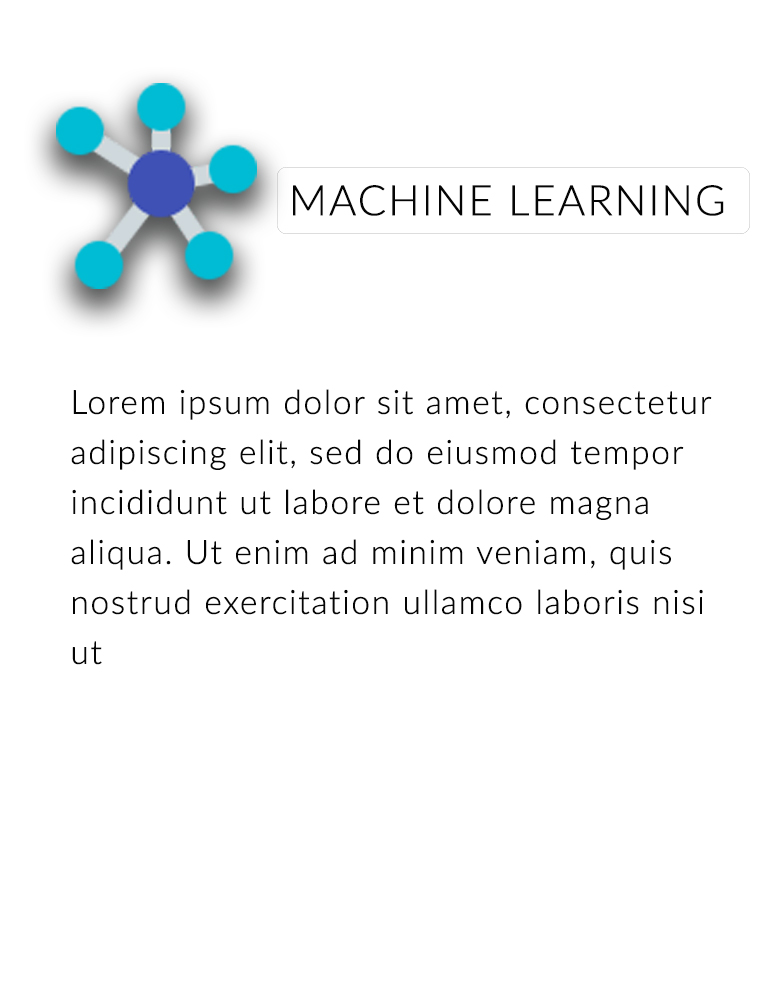 MACHINE LEARNING
Lorem ipsum dolor sit amet, consectetur
adipiscing elit, sed do eiusmod tempor
incididunt ut labore et dolore magna
aliqua. Ut enim ad minim veniam, quis
nostrud exercitation ullamco laboris nisi
ut